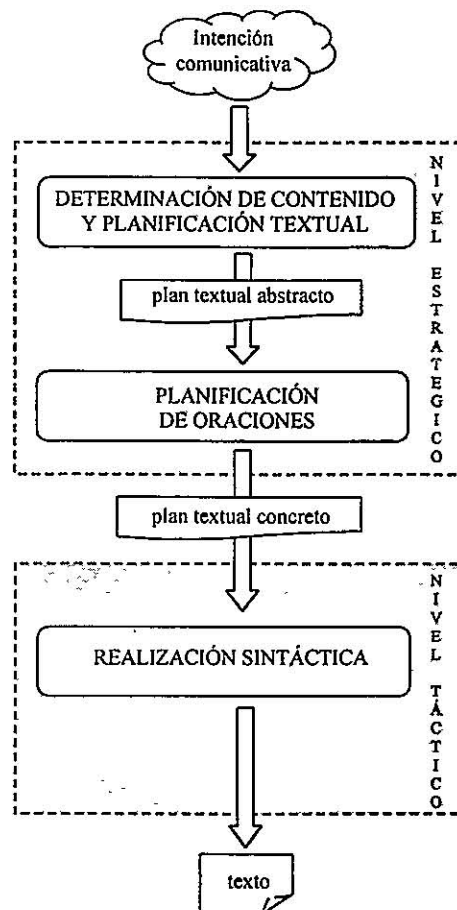 Intención
comunicativa
DETERMINACIÓN DE CONTENIDO
Y PLANIFICACIÓN TEXTUAL
plan textual abstracto
PLANIFICACIÓN
DE ORACIONES
NIVEL ESTRATEGICO
plan textual concreto
REALIZACIÓN SINTÁCTICA
NIVEL TÁCTICO
texto